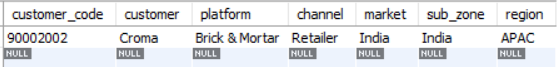 customer_code customer platform channel market sub_zone region
90002002 Croma Brick & Mortar Retailer India India APAC
NULL NULL NULL NULL NULL NULL NULL